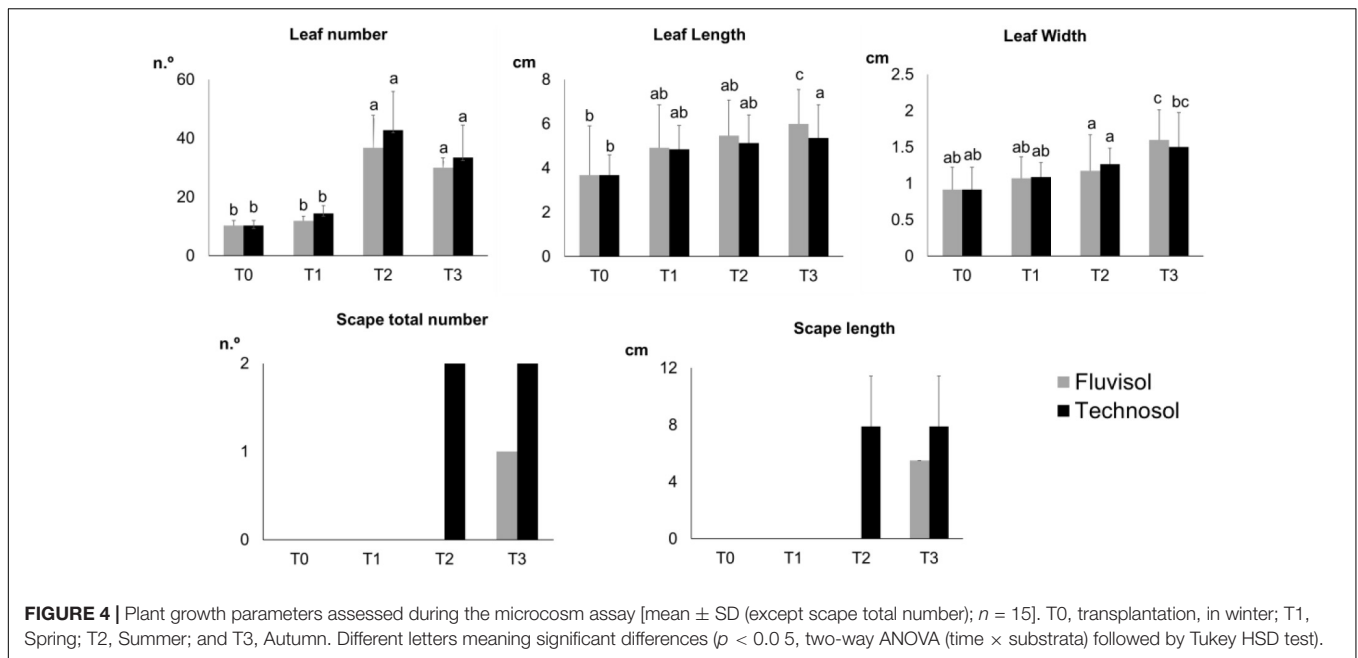 Leaf number
n.º
60
40
20
0
b b b b a a a a
T0 T1 T2 T3
Leaf Length
cm
8
6
4
2
0
b b ab ab ab ab c a
T0 T1 T2 T3
Leaf Width
cm
2.5
2
1.5
1
0.5
0
ab ab ab ab a a c bc
T0 T1 T2 T3
Scape total number
n.º
2
1
0
T0 T1 T2 T3
Scape length
cm
12
8
4
0
T0 T1 T2 T3
Fluvisol
Technosol
FIGURE 4 | Plant growth parameters assessed during the microcosm assay [mean ± SD (except scape total number); n = 15]. T0, transplantation, in winter; T1,
Spring; T2, Summer; and T3, Autumn. Different letters meaning significant differences (p < 0.0 5, two-way ANOVA (time × substrata) followed by Tukey HSD test).